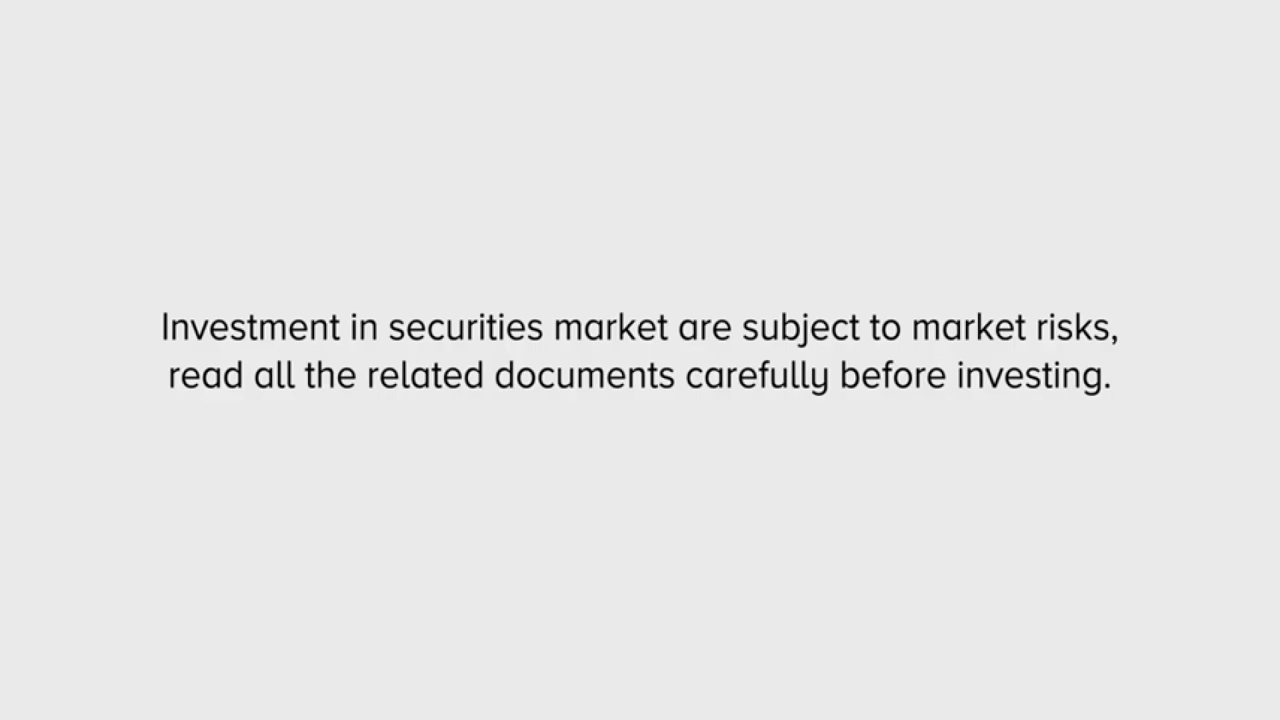 Investment in securities market are subject to market risks,
read all the related documents carefully before investing.